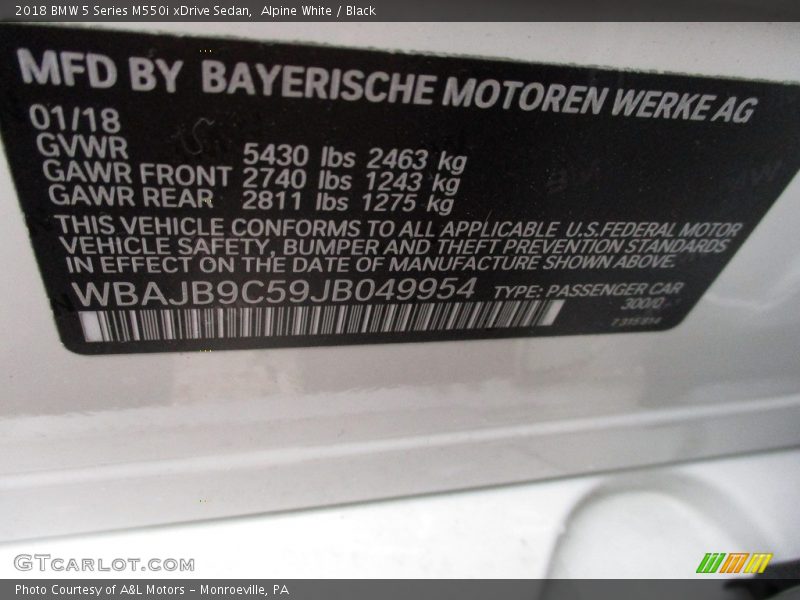 2018 BMW 5 Series M550i xDrive Sedan,  Alpine White / Black
MFD BY BAYERISCHE MOTOREN WERKE AG
01/18
GVWR 5430 lbs 2463 kg
GAWR FRONT 2740 lbs 1243 kg
GAWR REAR 2811 lbs 1275 kg
THIS VEHICLE CONFORMS TO ALL APPLICABLE U.S.FEDERAL MOTOR
VEHICLE SAFETY, BUMPER AND THEFT PREVENTION STANDARDS
IN EFFECT ON THE DATE OF MANUFACTURE SHOWN ABOVE.
WBAJB9C59JB049954 TYPE: PASSENGER CAR
300/0
GTCARLOT.COM
Photo Courtesy of A&L Motors – Monroeville, PA